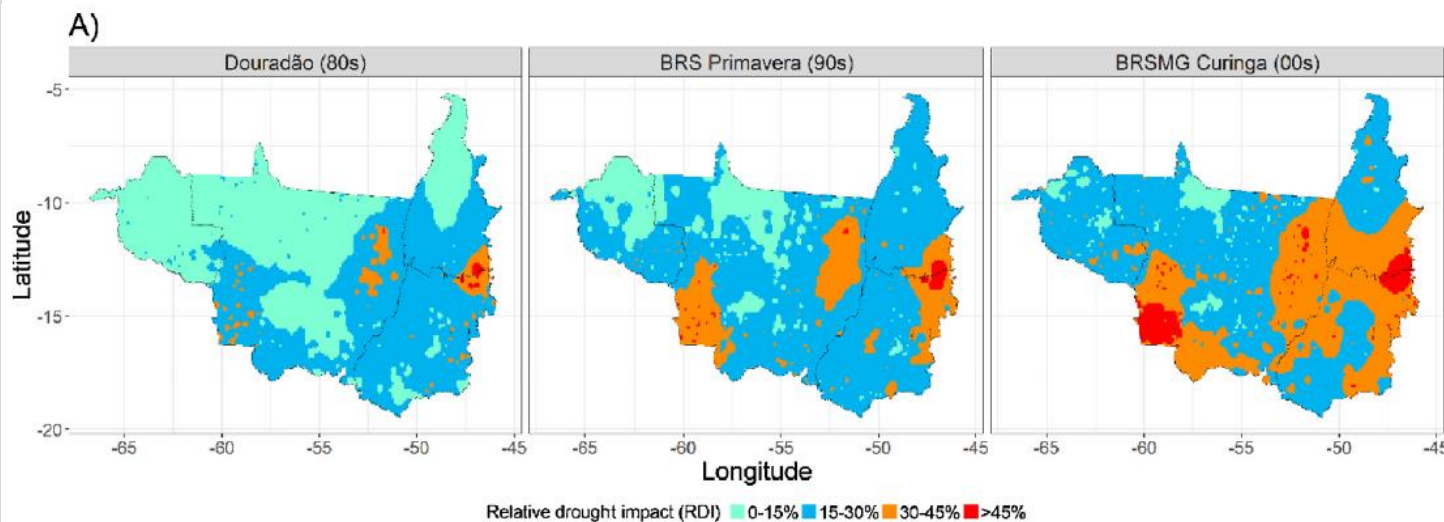 A)
Douradão (80s) BRS Primavera (90s) BRSMG Curinga (00s)
-5
-10
-15
-20
Latitude
-65 -60 -55 -50 -45 -65 -60 -55 -50 -45 -65 -60 -55 -50 -45
Longitude
Relative drought impact (RDI) 0-15% 15-30% 30-45% >45%